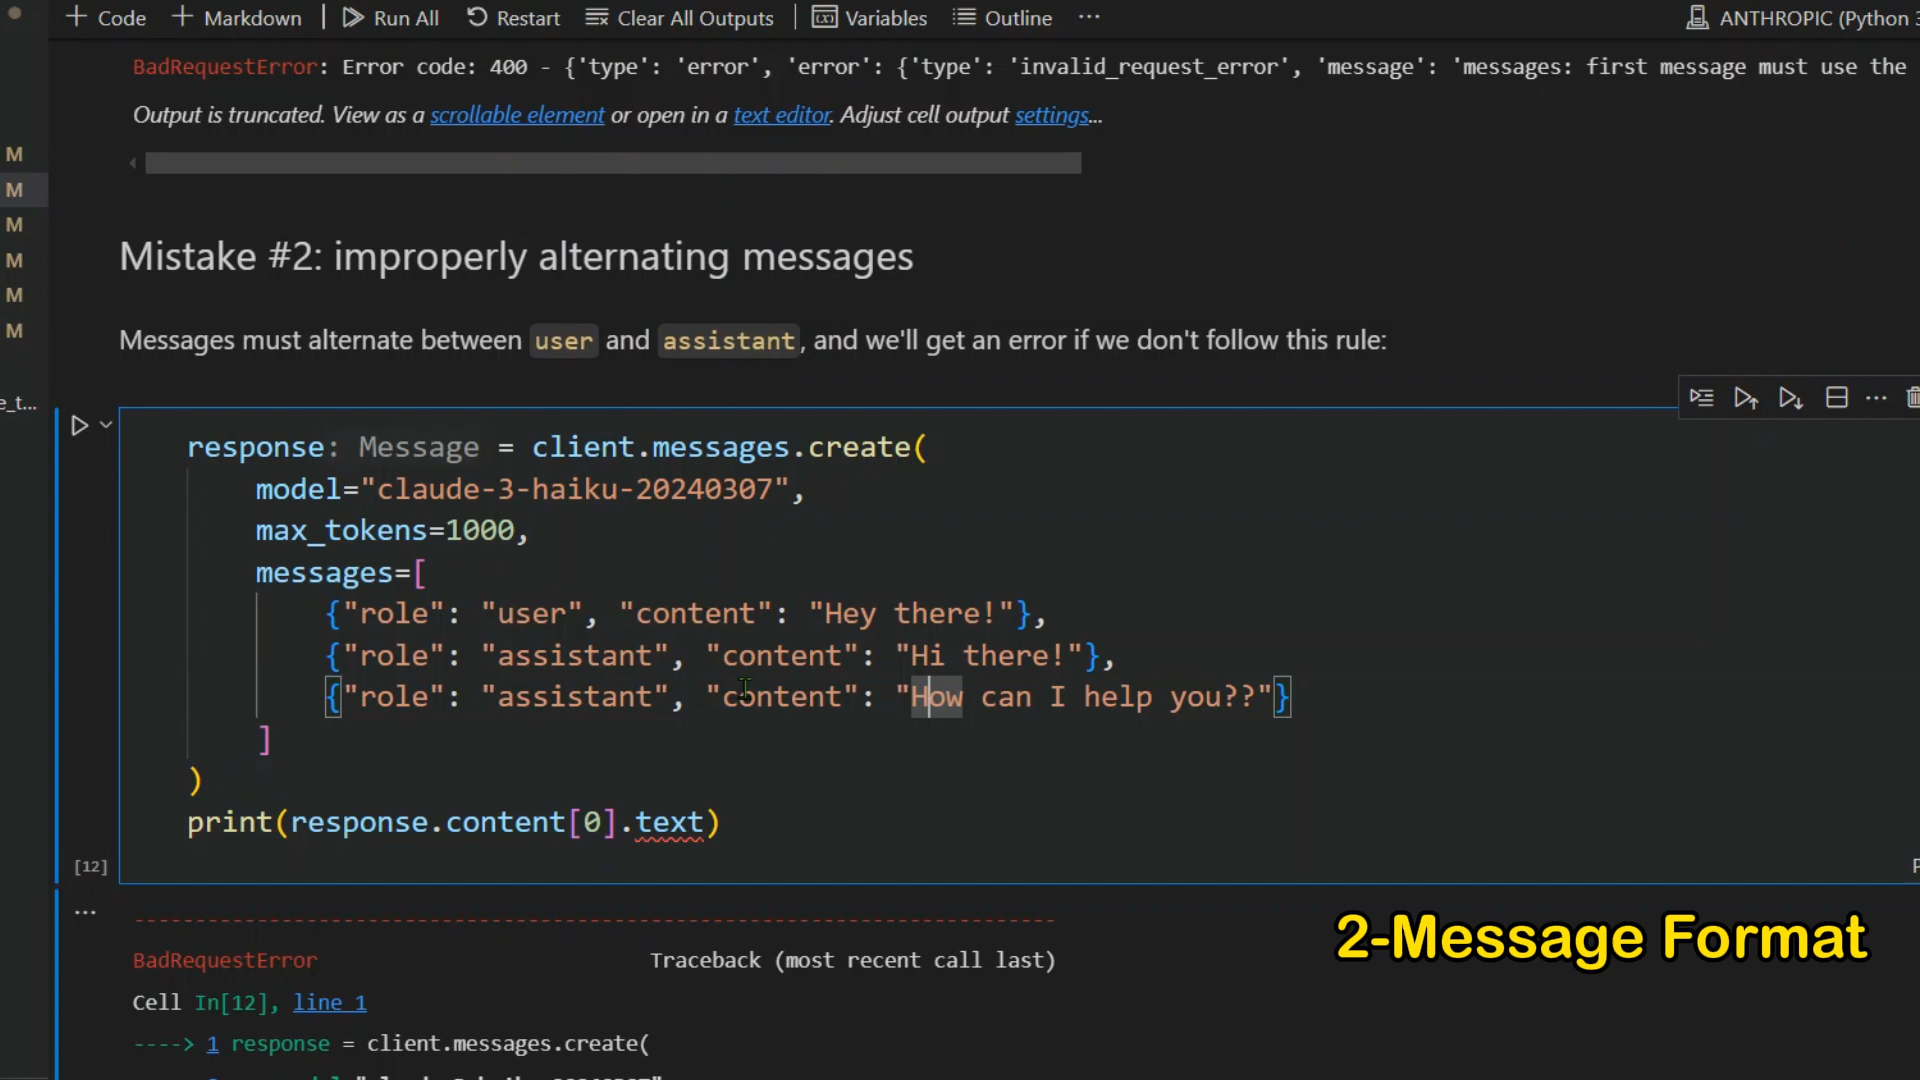 Code Markdown Run All Restart Clear All Outputs Variables Outline ... ANTHROPIC (Python 3
BadRequestError: Error code: 400 - {'type': 'error', 'error': {'type': 'invalid_request_error', 'message': 'messages: first message must use the
Output is truncated. View as a scrollable element or open in a text editor. Adjust cell output settings...
M
M
M
M
M
M
Mistake #2: improperly alternating messages
Messages must alternate between user and assistant, and we'll get an error if we don't follow this rule:
e_t...
response: Message = client.messages.create(
model="claude-3-haiku-20240307",
max_tokens=1000,
messages=[
{"role": "user", "content": "Hey there!"},
{"role": "assistant", "content": "Hi there!"},
{"role": "assistant", "content": "How can I help you??"}
]
)
print(response.content[0].text)
[12]
...
2-Message Format
BadRequestError Traceback (most recent call last)
Cell In[12], line 1
----> 1 response = client.messages.create(